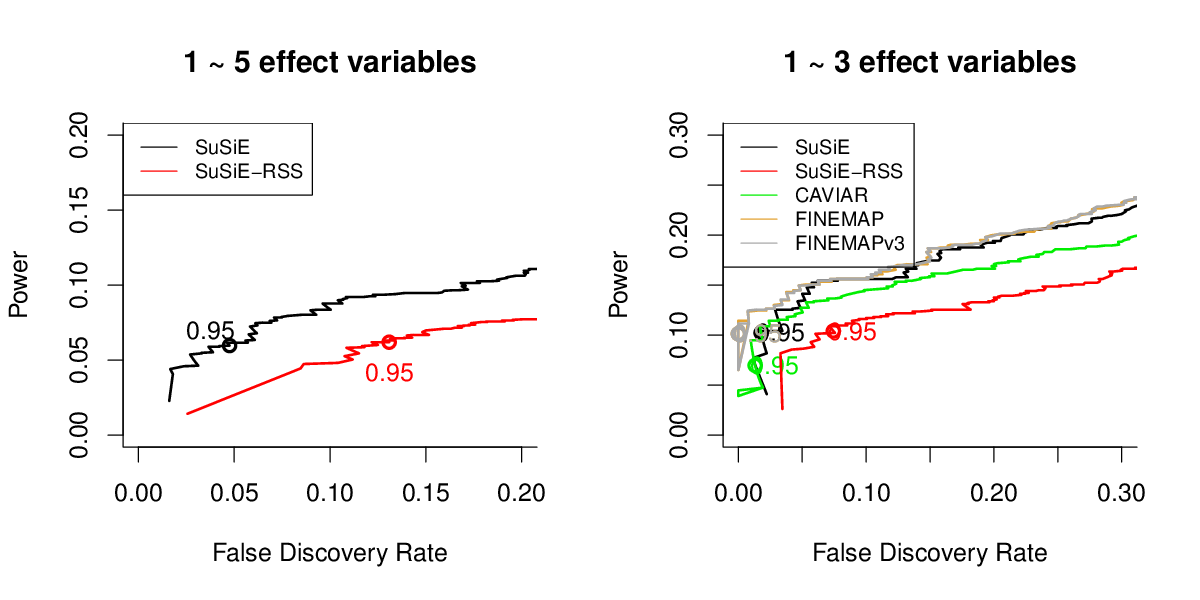 1 ~ 5 effect variables
Power
0.00
0.05
0.10
0.15
0.20
SuSiE
SuSiE−RSS
0.95
0.95
0.00 0.05 0.10 0.15 0.20
False Discovery Rate
1 ~ 3 effect variables
Power
0.00
0.10
0.20
0.30
SuSiE
SuSiE−RSS
CAVIAR
FINEMAP
FINEMAPv3
0.95
0.95
0.00 0.10 0.20 0.30
False Discovery Rate